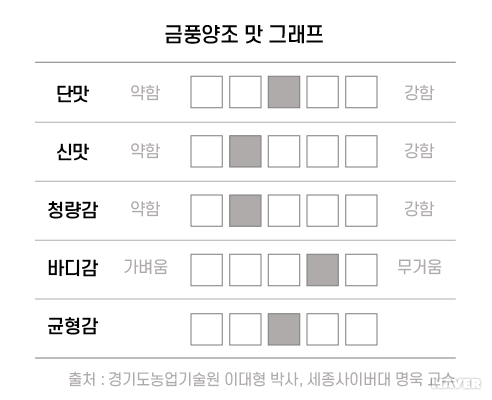 금풍양조 맛 그래프
단맛 약함 강함
신맛 약함 강함
청량감 약함 강함
바디감 가벼움 무거움
균형감
출처 : 경기도농업기술원 이대형 박사, 세종사이버대 명욱 교수
NAVER